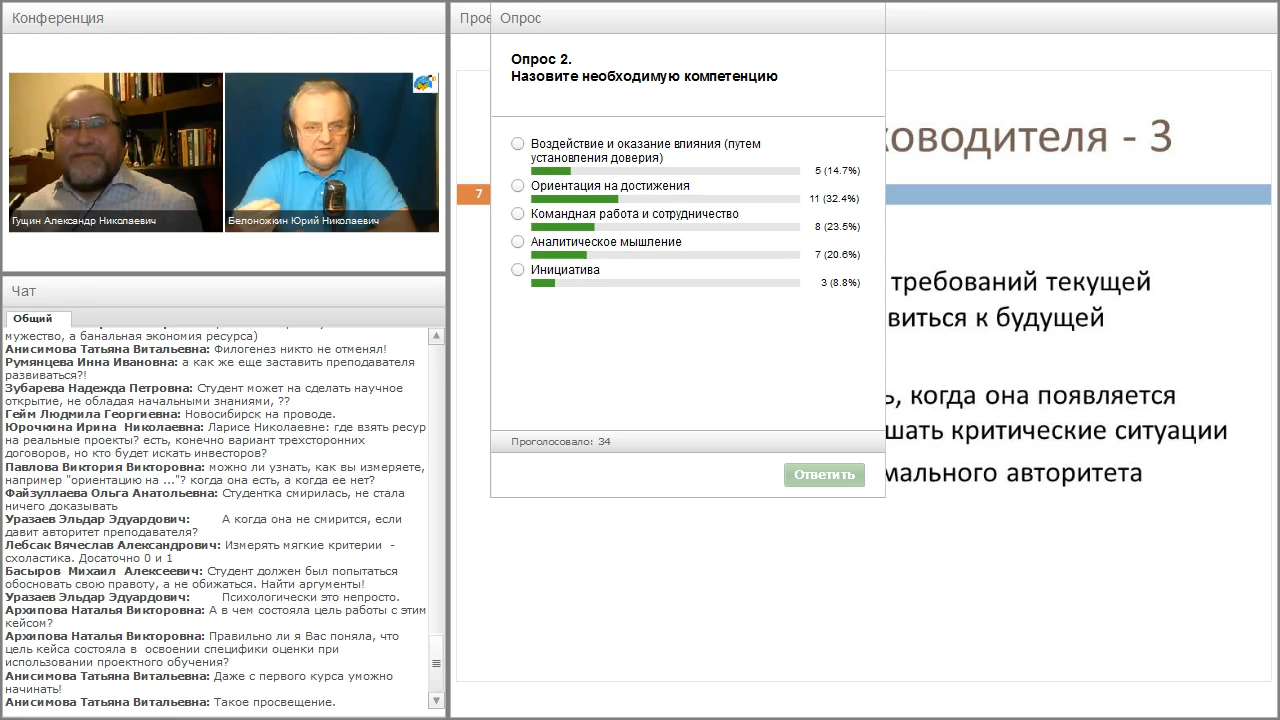 Конференция
Гущин Александр Николаевич
Белоножкин Юрий Николаевич
Чат
Общий
мужество, а банальная экономия ресурса)
Анисимова Татьяна Витальевна: Филогенез никто не отменял!
Румянцева Инна Ивановна: а как же еще заставить преподавателя
развиваться?!
Зубарева Надежда Петровна: Студент может на сделать научное
открытие, не обладая начальными знаниями, ??
Гейм Людмила Георгиевна: Новосибирск на проводе.
Юрочкина Ирина Николаевна: Ларисе Николаевне: где взять ресур
на реальные проекты? есть, конечно вариант трехсторонних
договоров, но кто будет искать инвесторов?
Павлова Виктория Викторовна: можно ли узнать, как вы измеряете,
например "ориентацию на ..."? когда она есть, а когда ее нет?
Файзуллаева Ольга Анатольевна: Студентка смирилась, не стала
ничего доказывать
Уразаев Эльдар Эдуардович: А когда она не смирится, если
давит авторитет преподавателя?
Лебсак Вячеслав Александрович: Измерять мягкие критерии -
схоластика. Досаточно 0 и 1
Басыров Михаил Алексеевич: Студент должен был попытаться
обосновать свою правоту, а не обижаться. Найти аргументы!
Уразаев Эльдар Эдуардович: Психологически это непросто.
Архипова Наталья Викторовна: А в чем состояла цель работы с этим
кейсом?
Архипова Наталья Викторовна: Правильно ли я Вас поняла, что
цель кейса состояла в освоении специфики оценки при
использовании проектного обучения?
Анисимова Татьяна Витальевна: Даже с первого курса уможно
начинать!
Анисимова Татьяна Витальевна: Такое просвещение.
Прое
Опрос
Опрос 2.
Назовите необходимую компетенцию
Воздействие и оказание влияния (путем
установления доверия)
5 (14.7%)
Ориентация на достижения
11 (32.4%)
Командная работа и сотрудничество
8 (23.5%)
Аналитическое мышление
7 (20.6%)
Инициатива
3 (8.8%)
Проголосовало: 34
Ответить
ководителя - 3
7
требований текущей
виться к будущей
ь, когда она появляется
шать критические ситуации
мального авторитета